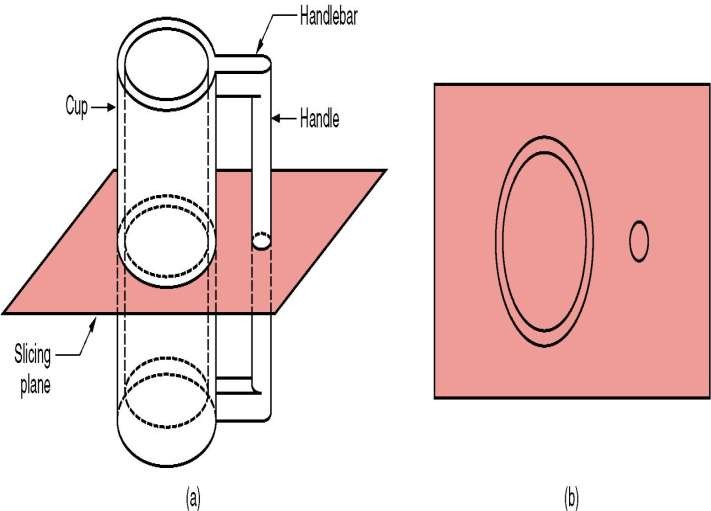 Handlebar
Cup
Handle
Slicing
plane
(a)
(b)